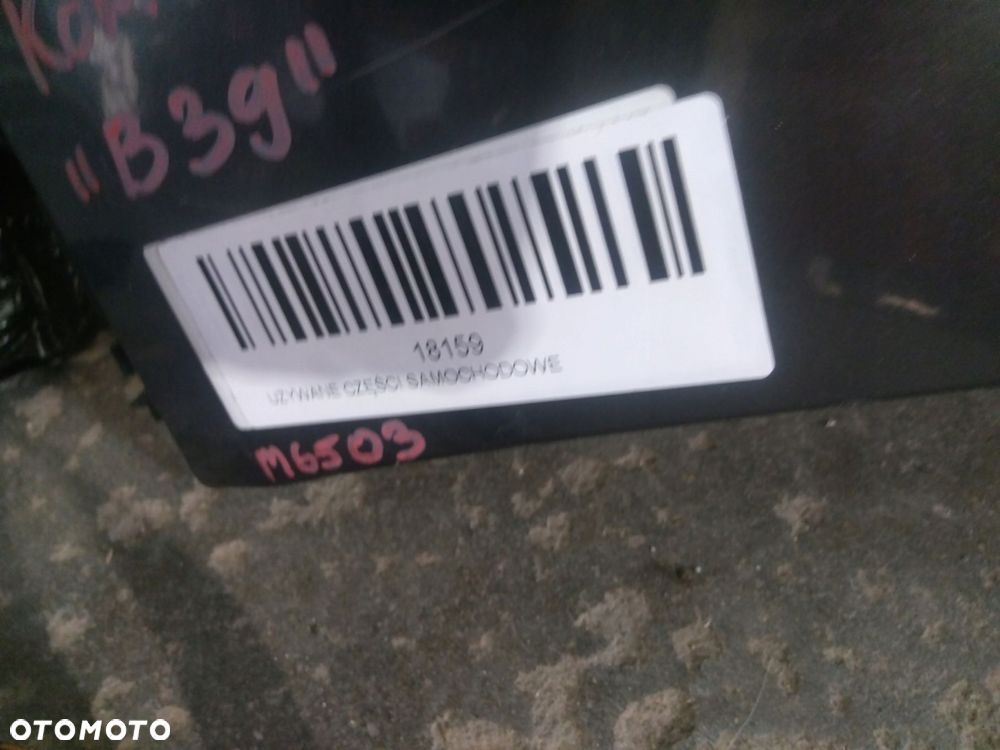 "B39"
18159
UŻYWANE CZĘŚCI SAMOCHODOWE
M6503
OTOMOTO